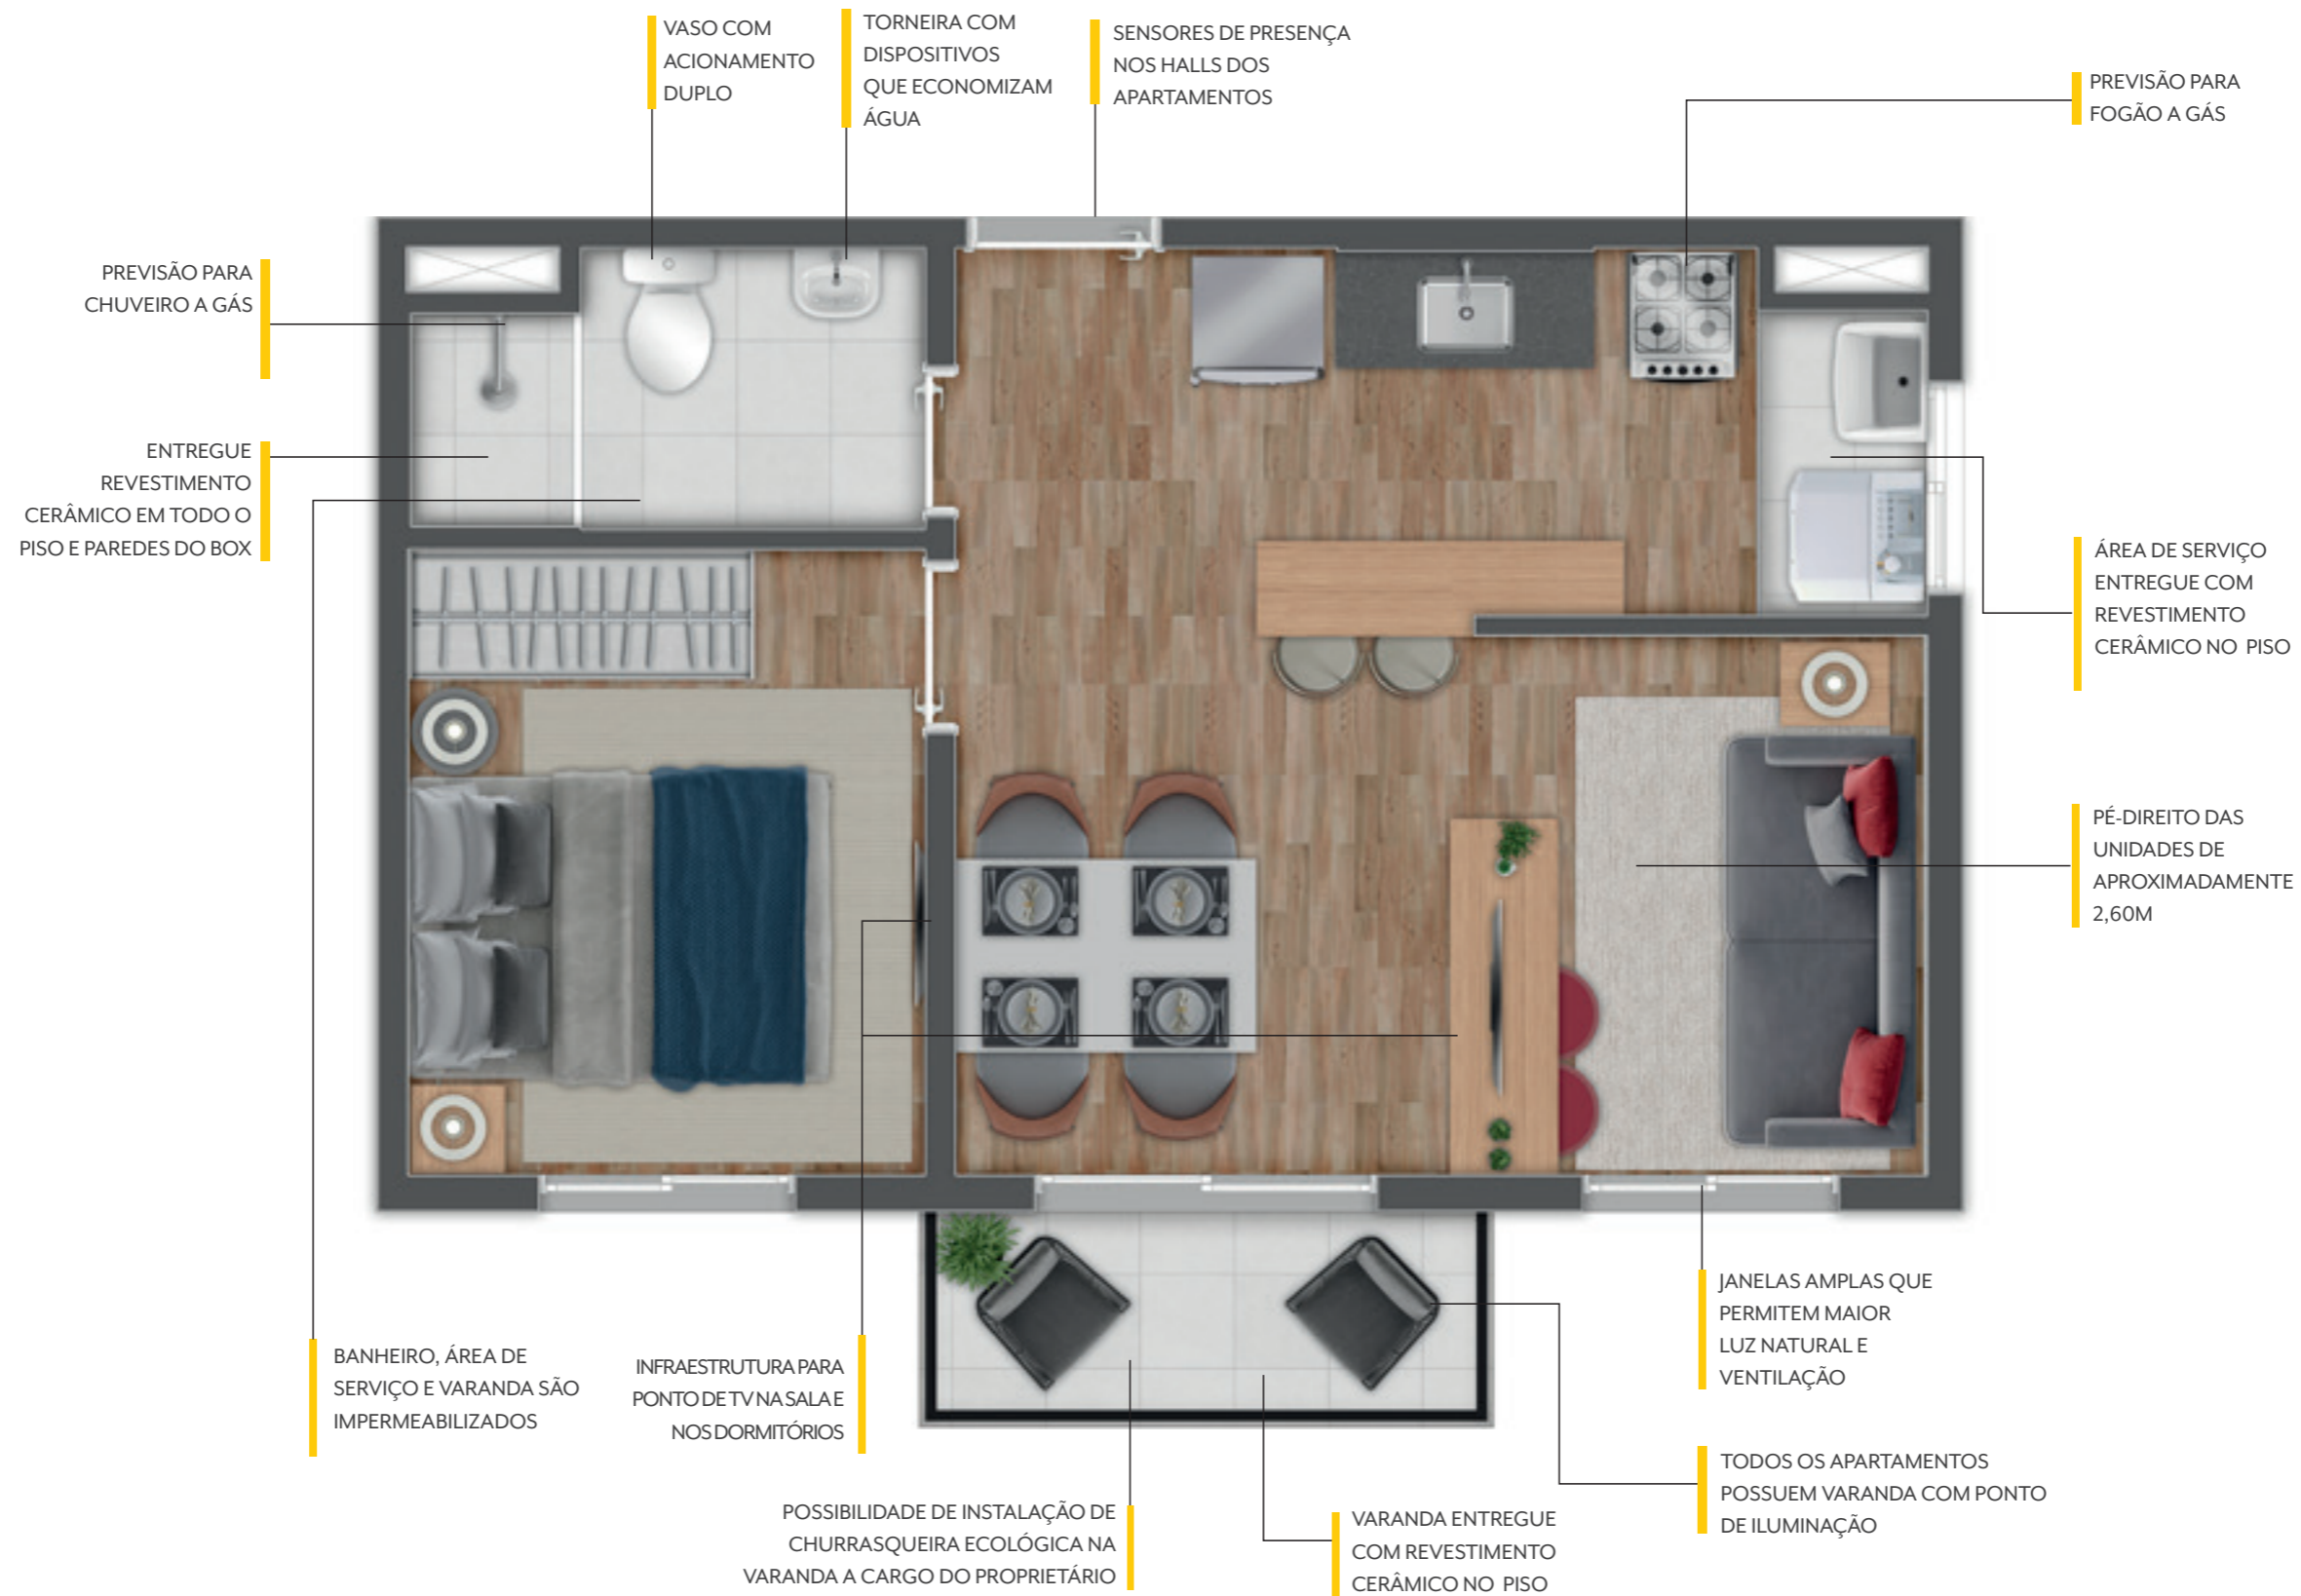 VASO COM
ACIONAMENTO
DUPLO
TORNEIRA COM
DISPOSITIVOS
QUE ECONOMIZAM
ÁGUA
SENSORES DE PRESENÇA
NOS HALLS DOS
APARTAMENTOS
PREVISÃO PARA
FOGÃO A GÁS
PREVISÃO PARA
CHUVEIRO A GÁS
ENTREGUE
REVESTIMENTO
CERÂMICO EM TODO O
PISO E PAREDES DO BOX
ÁREA DE SERVIÇO
ENTREGUE COM
REVESTIMENTO
CERÂMICO NO PISO
PÉ-DIREITO DAS
UNIDADES DE
APROXIMADAMENTE
2,60M
BANHEIRO, ÁREA DE
SERVIÇO E VARANDA SÃO
IMPERMEABILIZADOS
INFRAESTRUTURA PARA
PONTO DE TV NA SALA E
NOS DORMITÓRIOS
JANELAS AMPLAS QUE
PERMITEM MAIOR
LUZ NATURAL E
VENTILAÇÃO
POSSIBILIDADE DE INSTALAÇÃO DE
CHURRASQUEIRA ECOLÓGICA NA
VARANDA A CARGO DO PROPRIETÁRIO
VARANDA ENTREGUE
COM REVESTIMENTO
CERÂMICO NO PISO
TODOS OS APARTAMENTOS
POSSUEM VARANDA COM PONTO
DE ILUMINAÇÃO